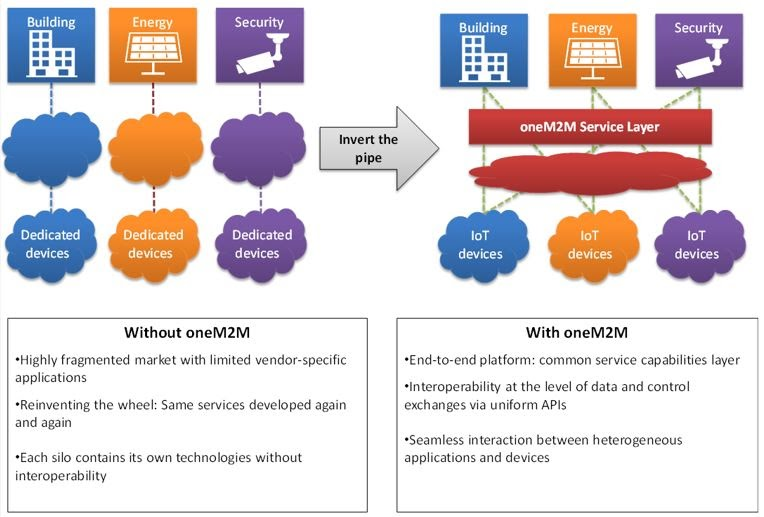 Building
Energy
Security
Dedicated
devices
Dedicated
devices
Dedicated
devices
Invert the
pipe
Building
Energy
Security
oneM2M Service Layer
IoT
devices
IoT
devices
IoT
devices
Without oneM2M
•Highly fragmented market with limited vendor-specific
applications
•Reinventing the wheel: Same services developed again
and again
•Each silo contains its own technologies without
interoperability
With oneM2M
•End-to-end platform: common service capabilities layer
•Interoperability at the level of data and control
exchanges via uniform APIs
•Seamless interaction between heterogeneous
applications and devices